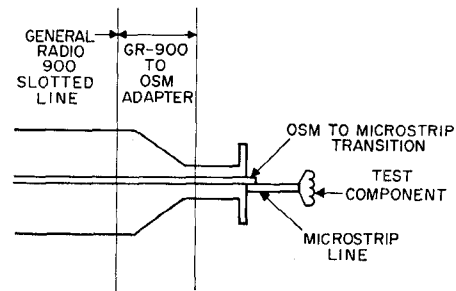 GENERAL
RADIO
900
SLOTTED
LINE
GR-900
TO
OSM
ADAPTER
OSM TO MICROSTRIP
TRANSITION
TEST
COMPONENT
MICROSTRIP
LINE